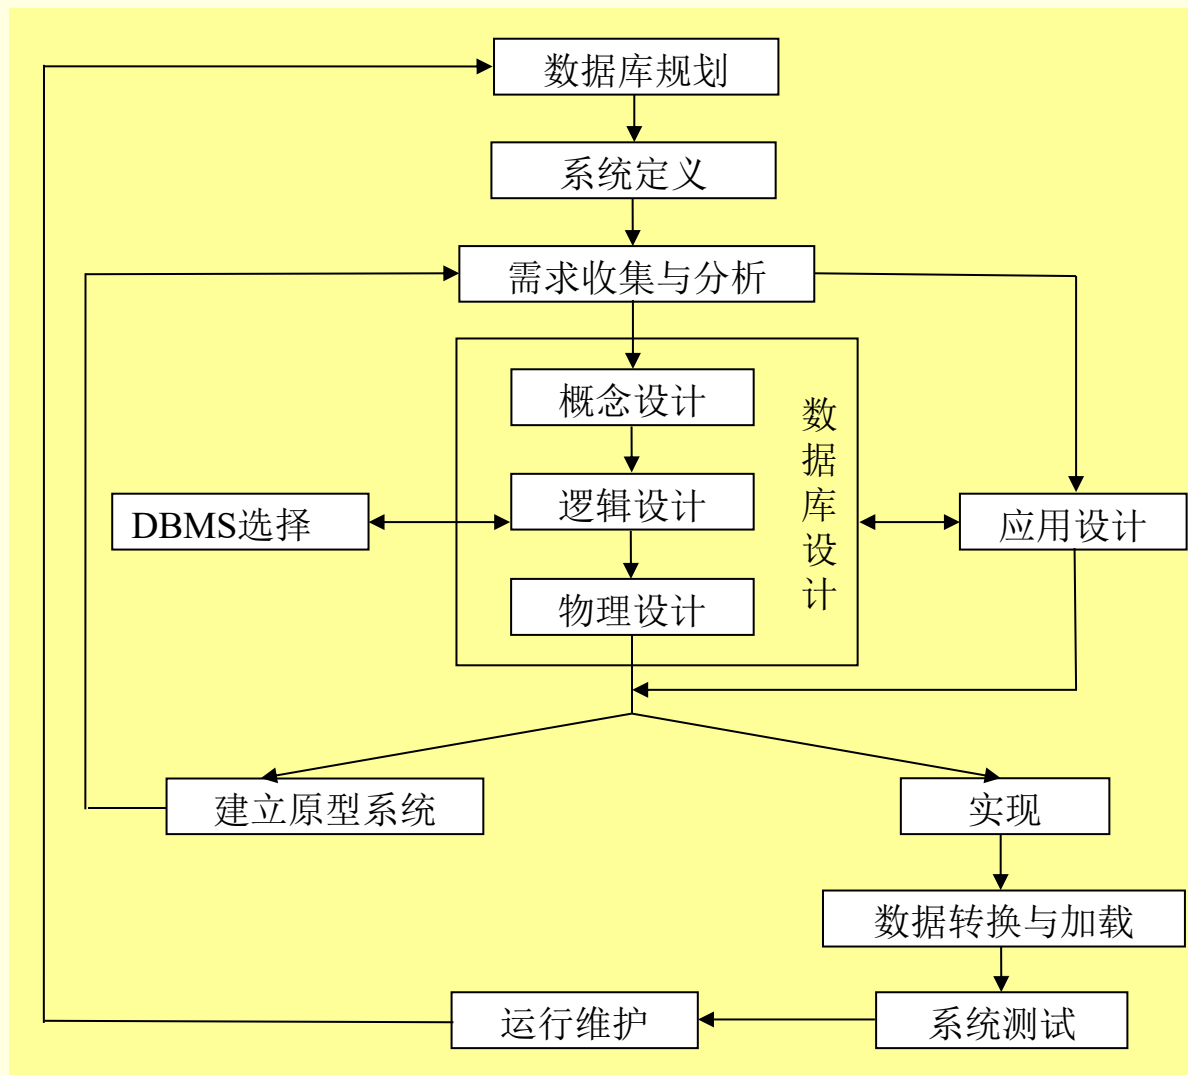 数据库规划
系统定义
需求收集与分析
概念设计
数据库设计
逻辑设计
DBMS选择
应用设计
物理设计
建立原型系统
实现
数据转换与加载
运行维护
系统测试